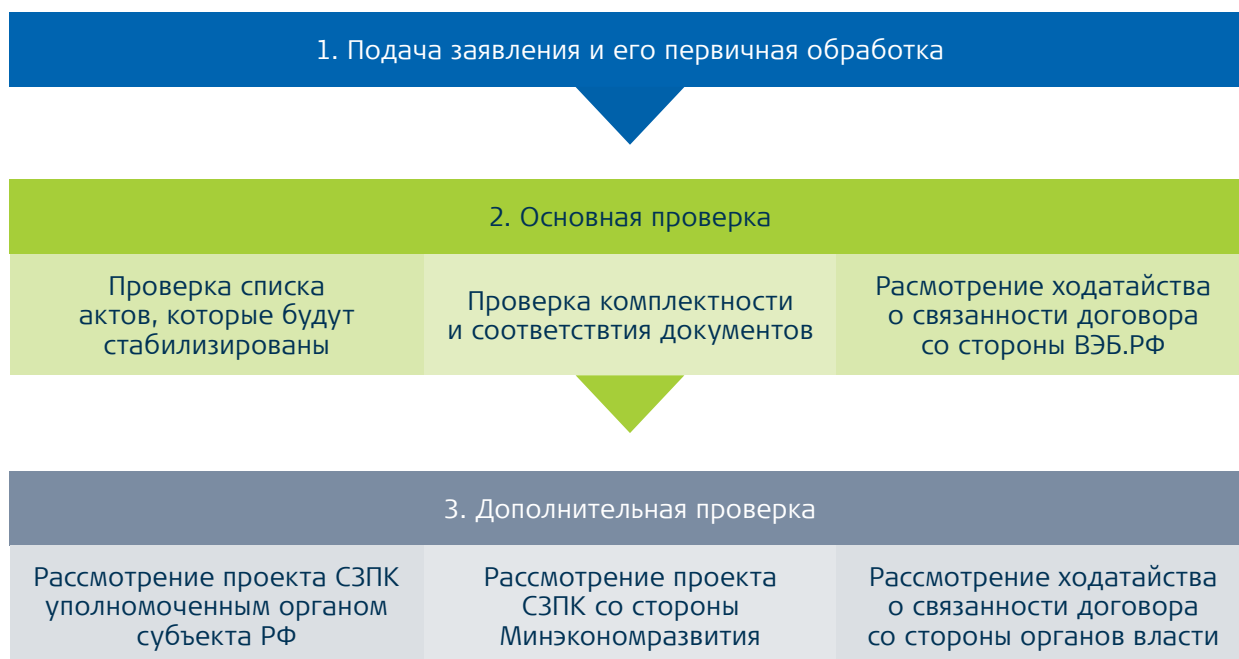 1. Подача заявления и его первичная обработка
2. Основная проверка
Проверка списка
актов, которые будут
стабилизированы
Проверка комплектности
и соответствтия документов
Расмотрение ходатайства
о связанности договора
со стороны ВЭБ.РФ
3. Дополнительная проверка
Рассмотрение проекта СЗПК
уполномоченным органом
субъекта РФ
Рассмотрение проекта
СЗПК со стороны
Минэкономразвития
Рассмотрение ходатайства
о связанности договора
со стороны органов власти